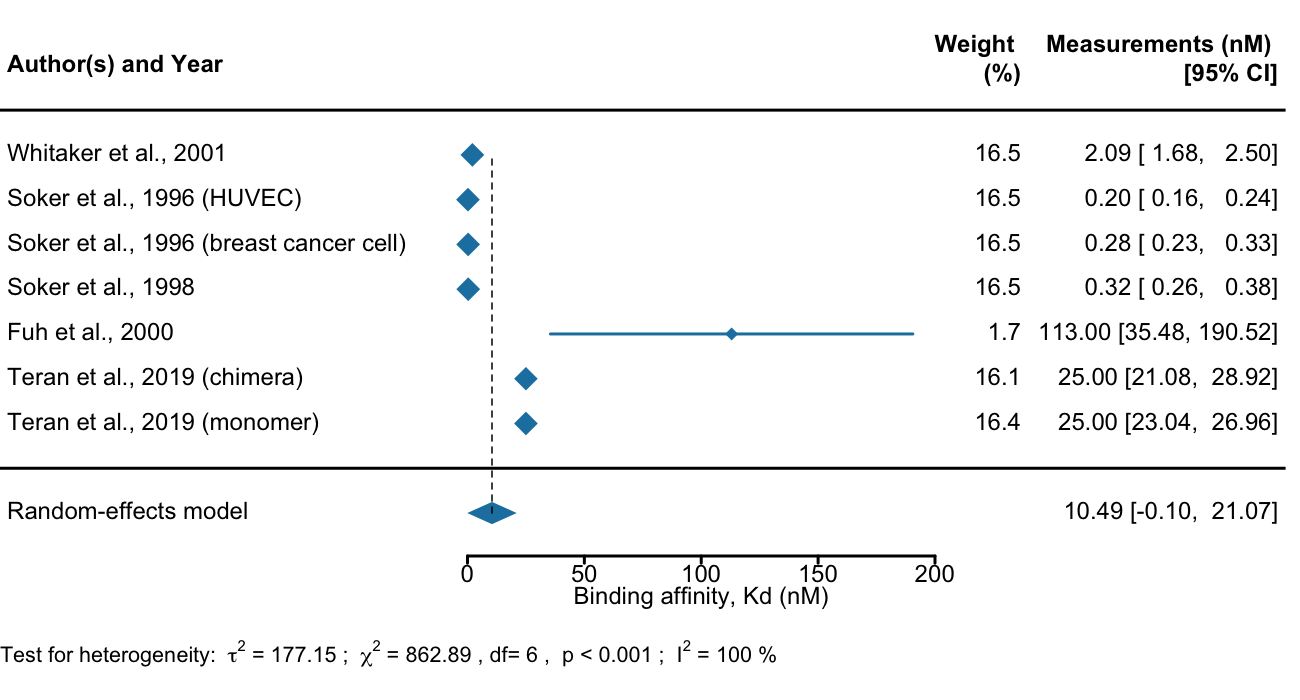 Author(s) and Year
Weight (%)
Measurements (nM) [95% CI]
Whitaker et al., 2001 16.5 2.09 [ 1.68, 2.50]
Soker et al., 1996 (HUVEC) 16.5 0.20 [ 0.16, 0.24]
Soker et al., 1996 (breast cancer cell) 16.5 0.28 [ 0.23, 0.33]
Soker et al., 1998 16.5 0.32 [ 0.26, 0.38]
Fuh et al., 2000 1.7 113.00 [35.48, 190.52]
Teran et al., 2019 (chimera) 16.1 25.00 [21.08, 28.92]
Teran et al., 2019 (monomer) 16.4 25.00 [23.04, 26.96]
Random-effects model 10.49 [-0.10, 21.07]
0 50 100 150 200
Binding affinity, Kd (nM)
Test for heterogeneity: τ² = 177.15 ; χ² = 862.89 , df= 6 , p < 0.001 ; I² = 100 %